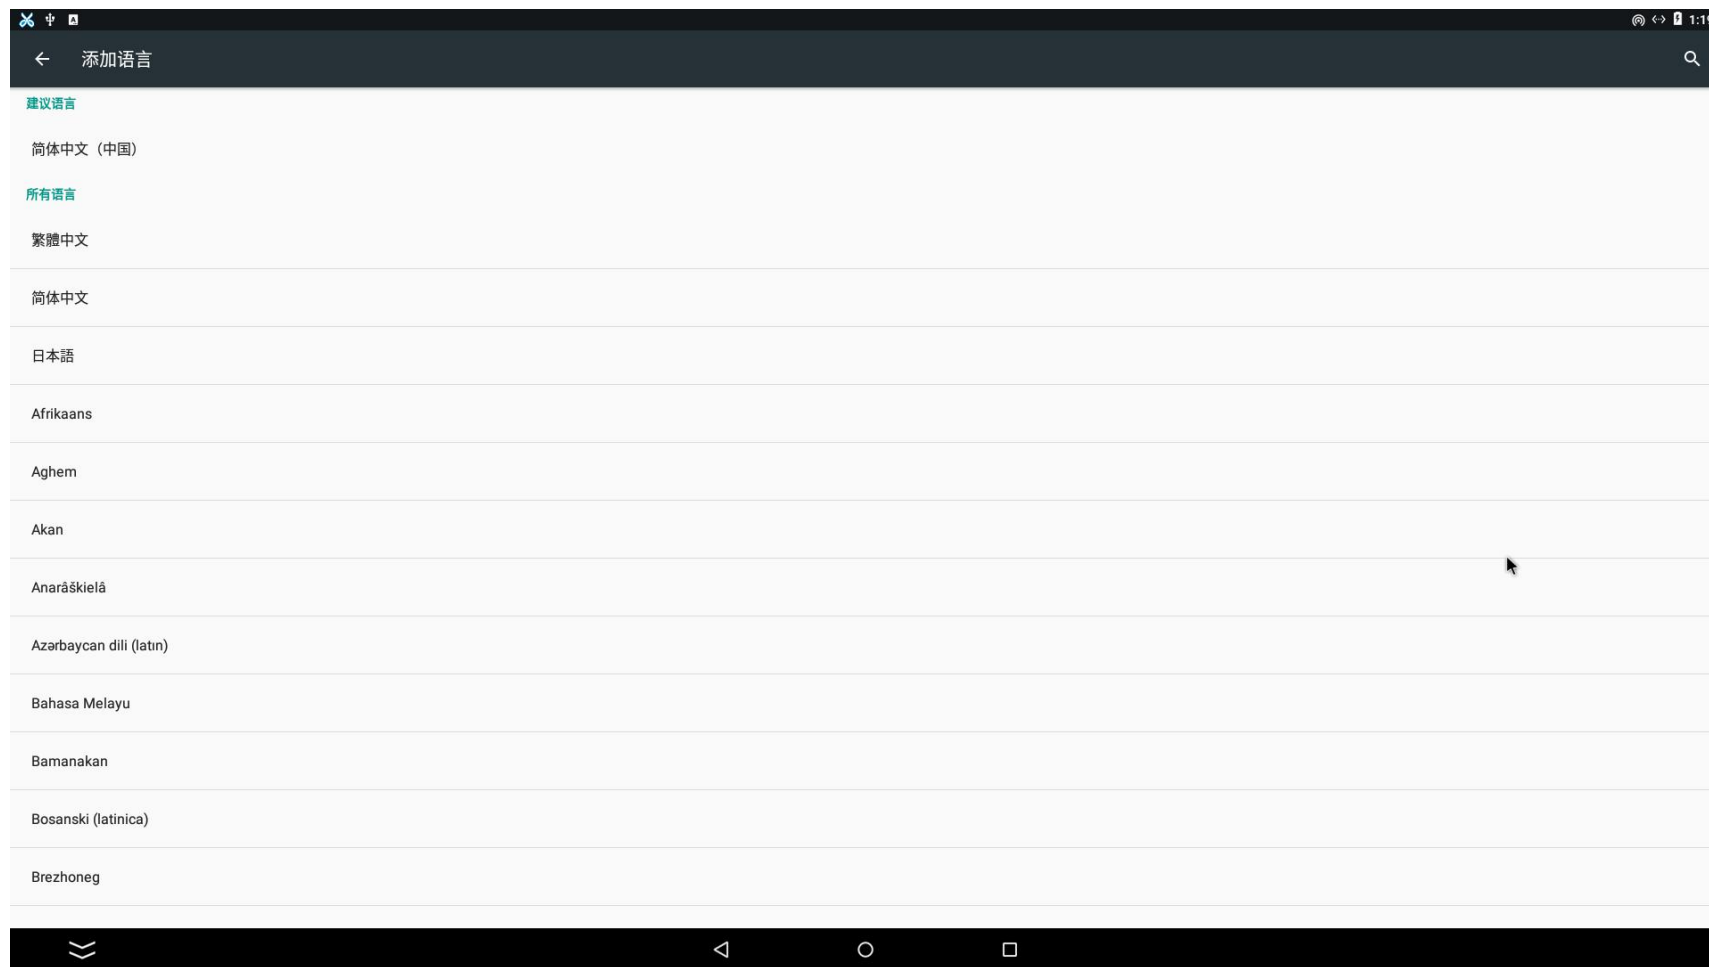 添加语言
建议语言
简体中文（中国）
所有语言
繁體中文
简体中文
日本語
Afrikaans
Aghem
Akan
Anarâškielâ
Azərbaycan dili (latın)
Bahasa Melayu
Bamanakan
Bosanski (latinica)
Brezhoneg